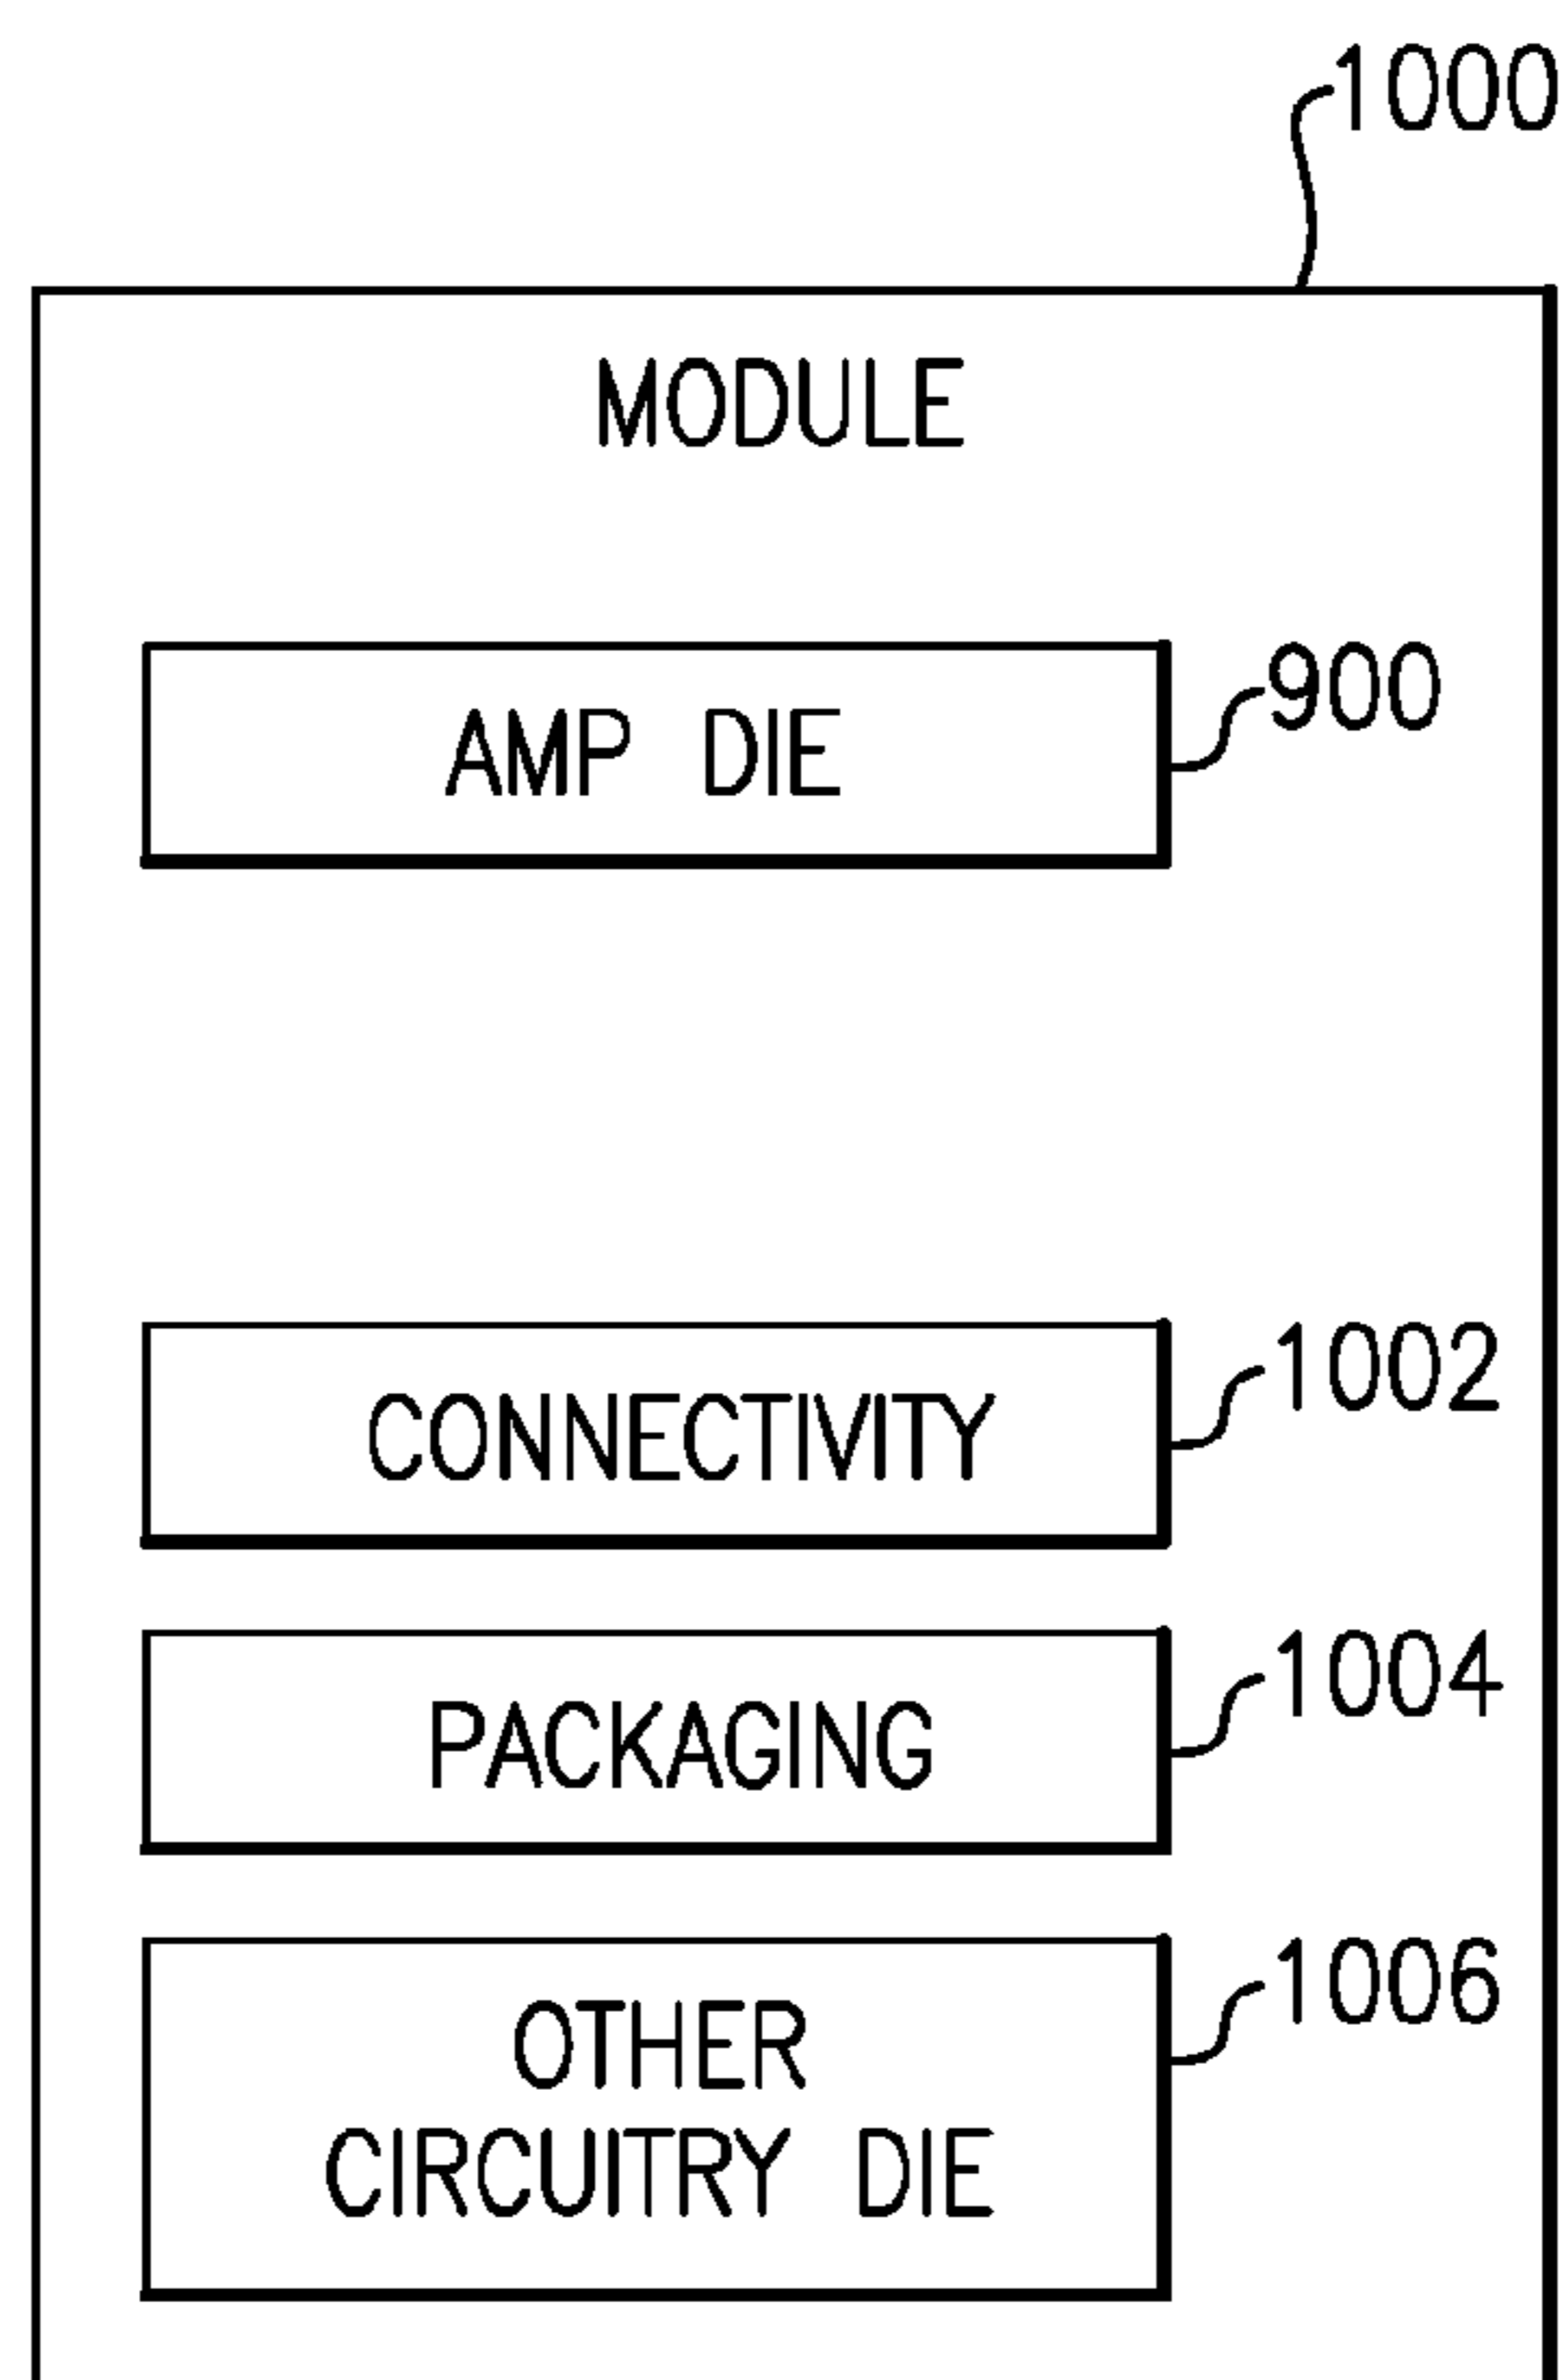 1000
MODULE
AMP DIE
900
CONNECTIVITY
1002
PACKAGING
1004
OTHER
CIRCUITRY DIE
1006